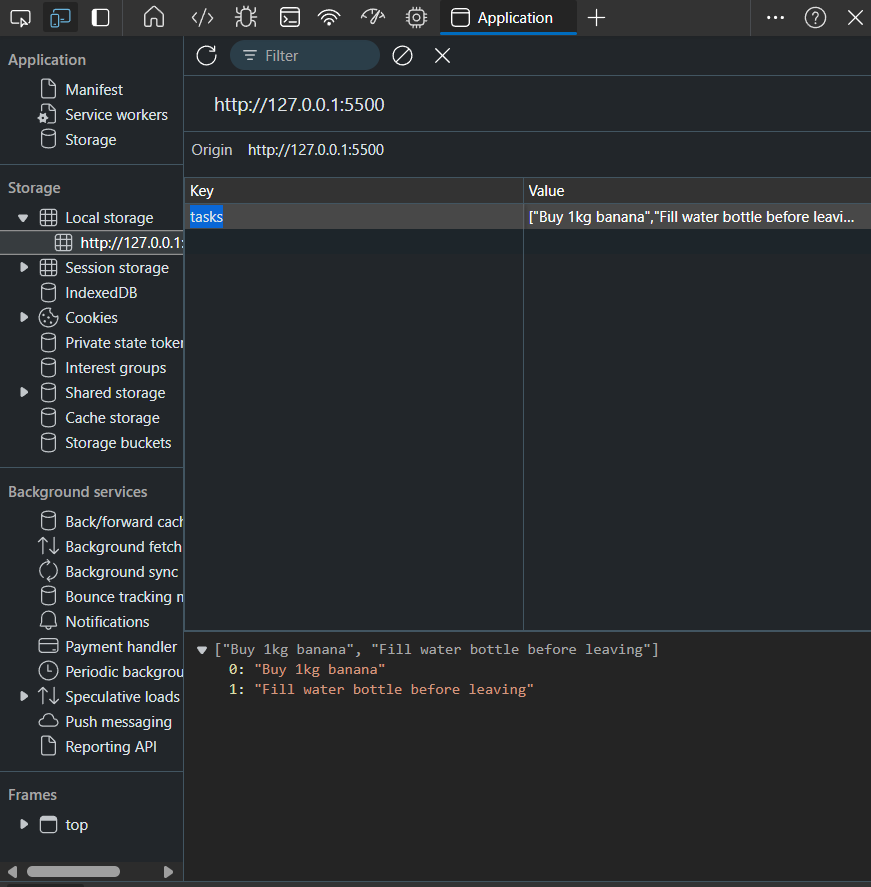 Application
Filter
Application
Manifest
Service workers
Storage
Storage
Local storage
http://127.0.0.1:
Session storage
IndexedDB
Cookies
Private state token
Interest groups
Shared storage
Cache storage
Storage buckets
Background services
Back/forward cach
Background fetch
Background sync
Bounce tracking m
Notifications
Payment handler
Periodic backgrou
Speculative loads
Push messaging
Reporting API
Frames
top
http://127.0.0.1:5500
Origin http://127.0.0.1:5500
Key Value
tasks ["Buy 1kg banana","Fill water bottle before leavi...
["Buy 1kg banana", "Fill water bottle before leaving"]
0: "Buy 1kg banana"
1: "Fill water bottle before leaving"